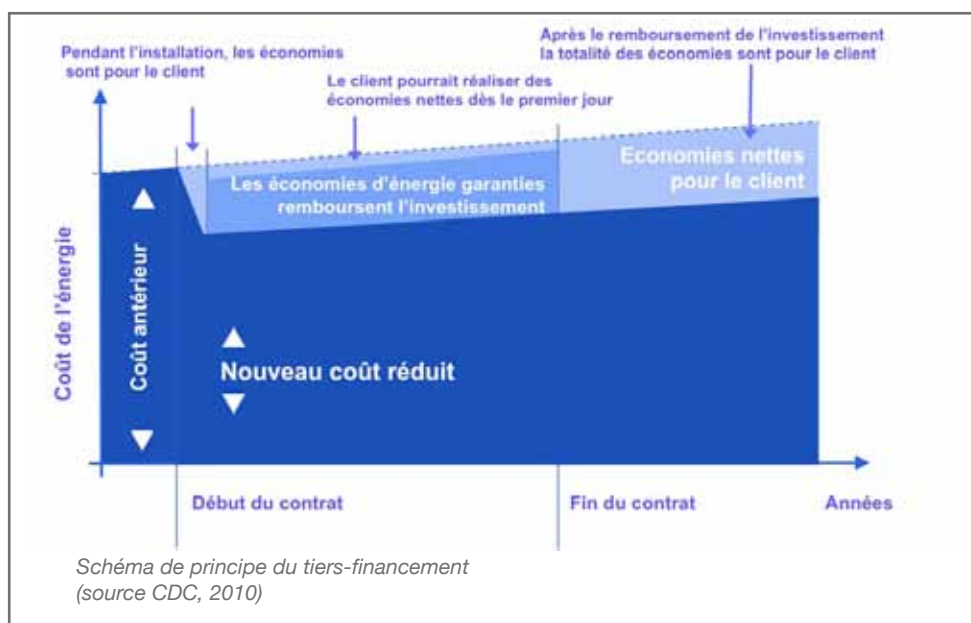 Après le remboursement de l'investissement
la totalité des économies sont pour le client
Pendant l'installation, les économies
sont pour le client
Le client pourrait réaliser des
économies nettes dès le premier jour
Economies nettes
pour le client
Les économies d'énergie garanties
remboursent l'investissement
Coût de l'énergie
Coût antérieur
Nouveau coût réduit
Début du contrat
Fin du contrat
Années
Schéma de principe du tiers-financement
(source CDC, 2010)